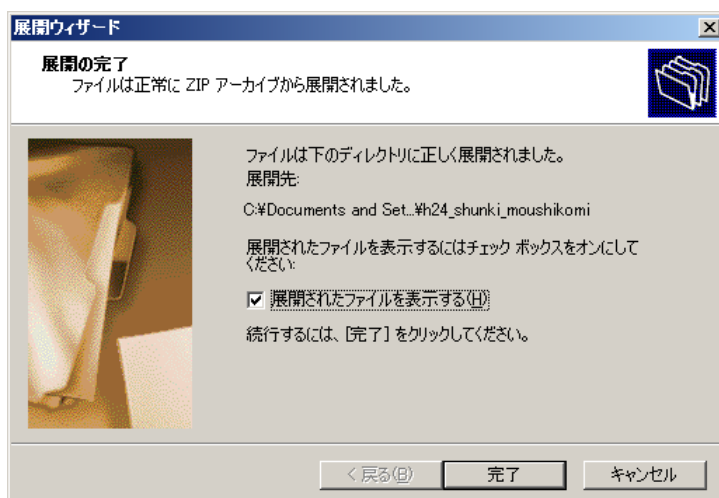 展開ウィザード
展開の完了
ファイルは正常に ZIP アーカイブから展開されました。
ファイルは下のディレクトリに正しく展開されました。
展開先:
C:¥Documents and Set...¥h24_shunki_moushikomi
展開されたファイルを表示するにはチェック ボックスをオンにして
ください:
展開されたファイルを表示する(H)
続行するには、[完了] をクリックしてください。
< 戻る(B)
完了
キャンセル